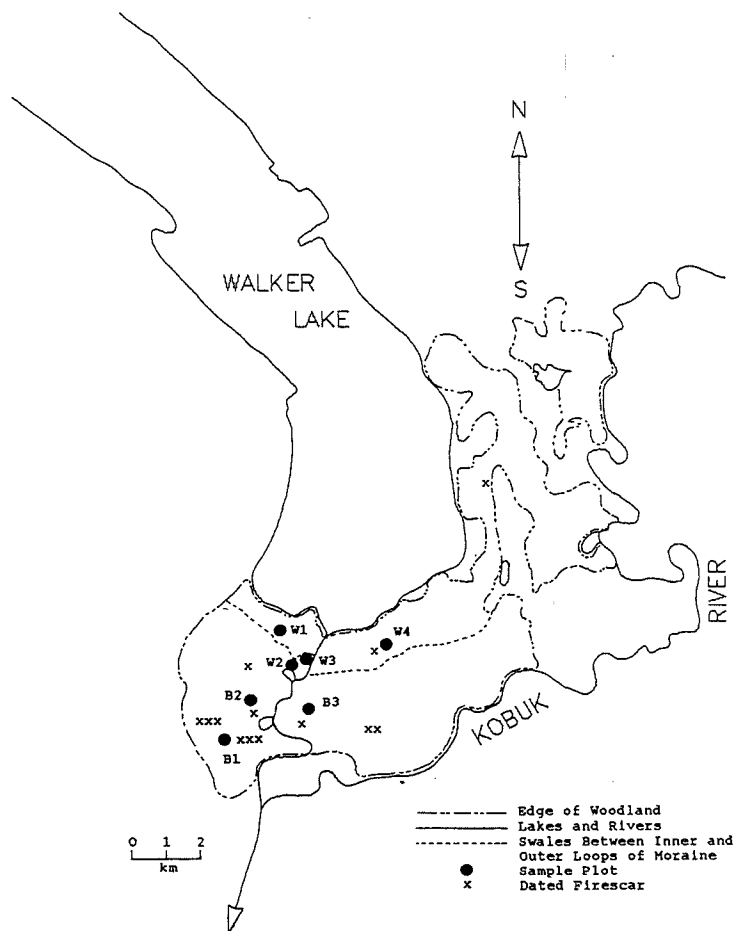 N
S
WALKER
LAKE
RIVER
W1
W4
W2
W3
x
x
x
B2
B3
x
x
xxx
xx
xxx
B1
KOBUK
Edge of Woodland
Lakes and Rivers
Swales Between Inner and
Outer Loops of Moraine
Sample Plot
x Dated Firescar
0 1 2
km